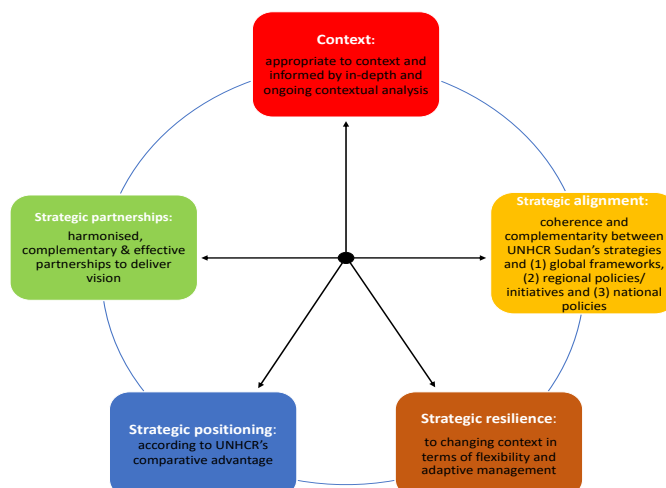 Context:
appropriate to context and
informed by in-depth and
ongoing contextual analysis
Strategic partnerships:
harmonised,
complementary & effective
partnerships to deliver
vision
Strategic alignment:
coherence and
complementarity between
UNHCR Sudan’s strategies
and (1) global frameworks,
(2) regional policies/
initiatives and (3) national
policies
Strategic positioning:
according to UNHCR’s
comparative advantage
Strategic resilience:
to changing context in
terms of flexibility and
adaptive management